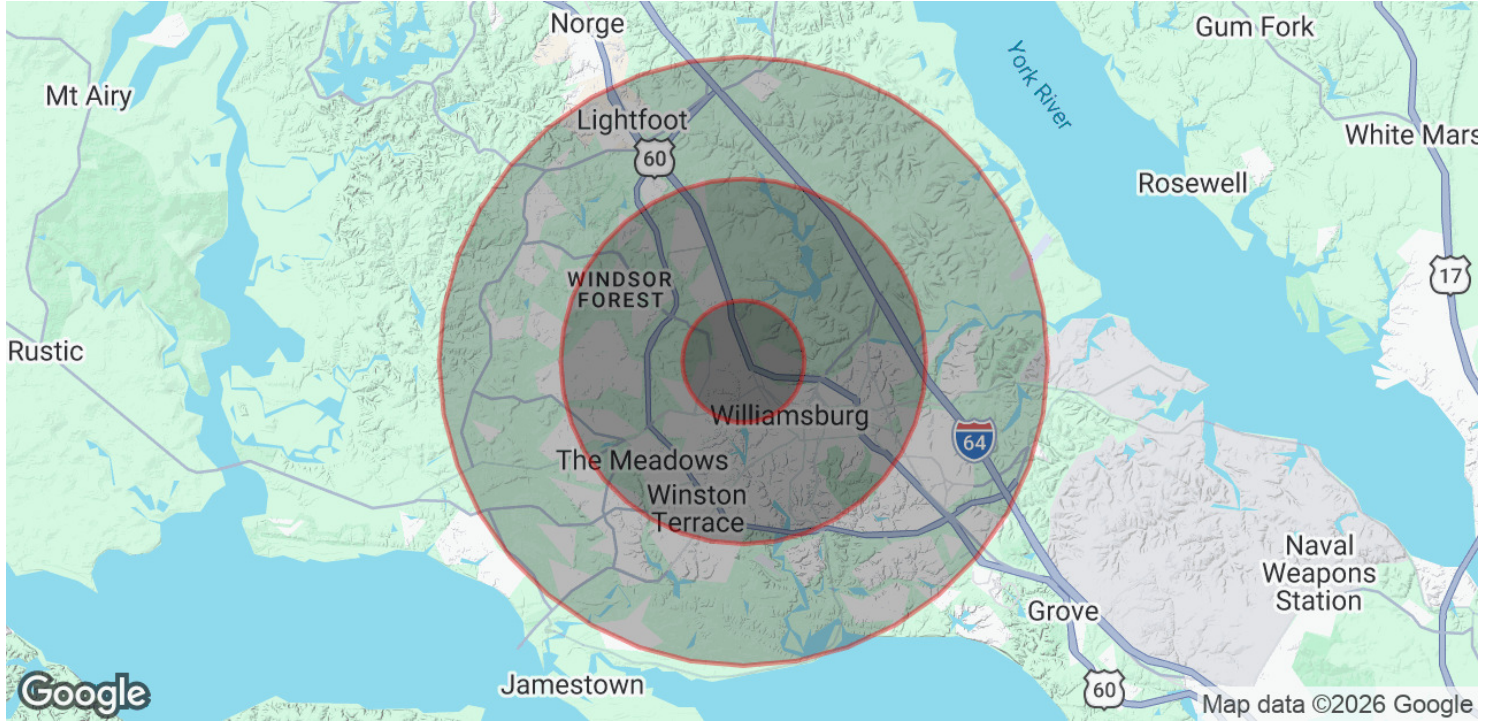 Norge
Gum Fork
York River
Mt Airy
Lightfoot
White Mars
60
Rosewell
17
WINDSOR
FOREST
Rustic
Williamsburg
64
The Meadows
Winston
Terrace
Naval
Weapons
Station
Grove
Jamestown
60
Google
Map data ©2026 Google